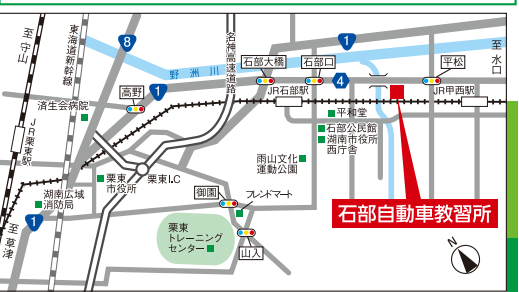 至守山
東海道新幹線
8
名神高速道路
1
至水口
野洲川
石部大橋
石部口
平松
4
高野
1
JR石部駅
JR甲西駅
済生会病院
平和堂
JR栗東駅
石部公民館
湖南市役所
西庁舎
雨山文化
運動公園
栗東
市役所
栗東I.C
御園
フレンドマート
湖南広域
消防局
石部自動車教習所
1
至草津
栗東
トレーニング
センター
山入
N